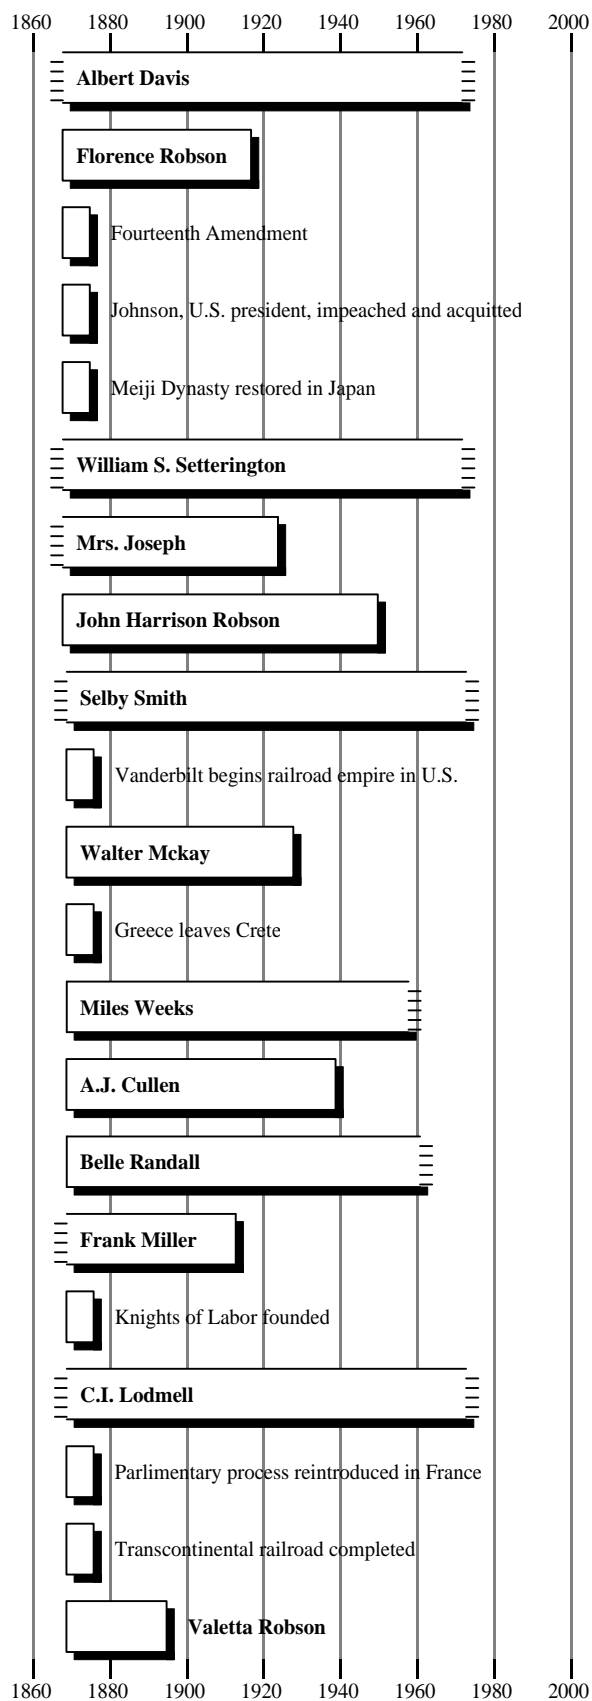 1860 1880 1900 1920 1940 1960 1980 2000
Albert Davis
Florence Robson
Fourteenth Amendment
Johnson, U.S. president, impeached and acquitted
Meiji Dynasty restored in Japan
William S. Setterington
Mrs. Joseph
John Harrison Robson
Selby Smith
Vanderbilt begins railroad empire in U.S.
Walter Mckay
Greece leaves Crete
Miles Weeks
A.J. Cullen
Belle Randall
Frank Miller
Knights of Labor founded
C.I. Lodmell
Parlimentary process reintroduced in France
Transcontinental railroad completed
Valetta Robson
1860 1880 1900 1920 1940 1960 1980 2000